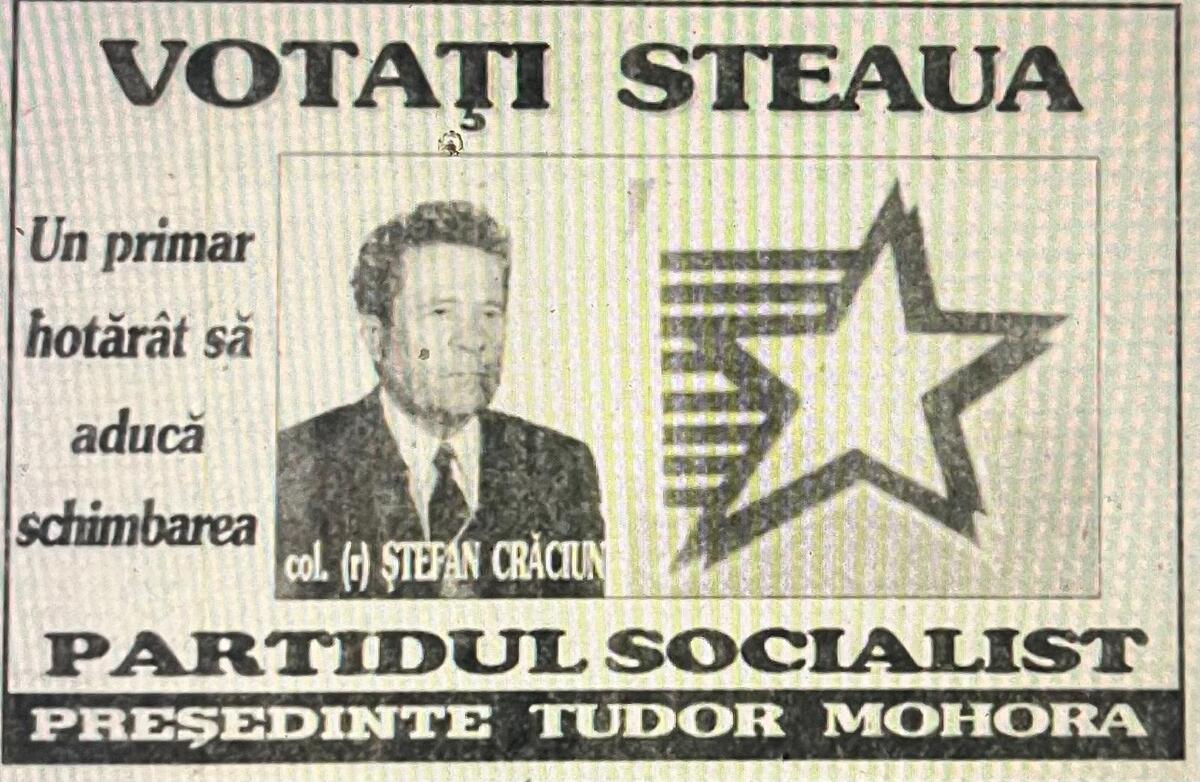 VOTAŢI STEAUA
Un primar
hotărât să
aducă
schimbarea
col. (r) ŞTEFAN CRĂCIUN
PARTIDUL SOCIALIST
PREŞEDINTE TUDOR MOHORA